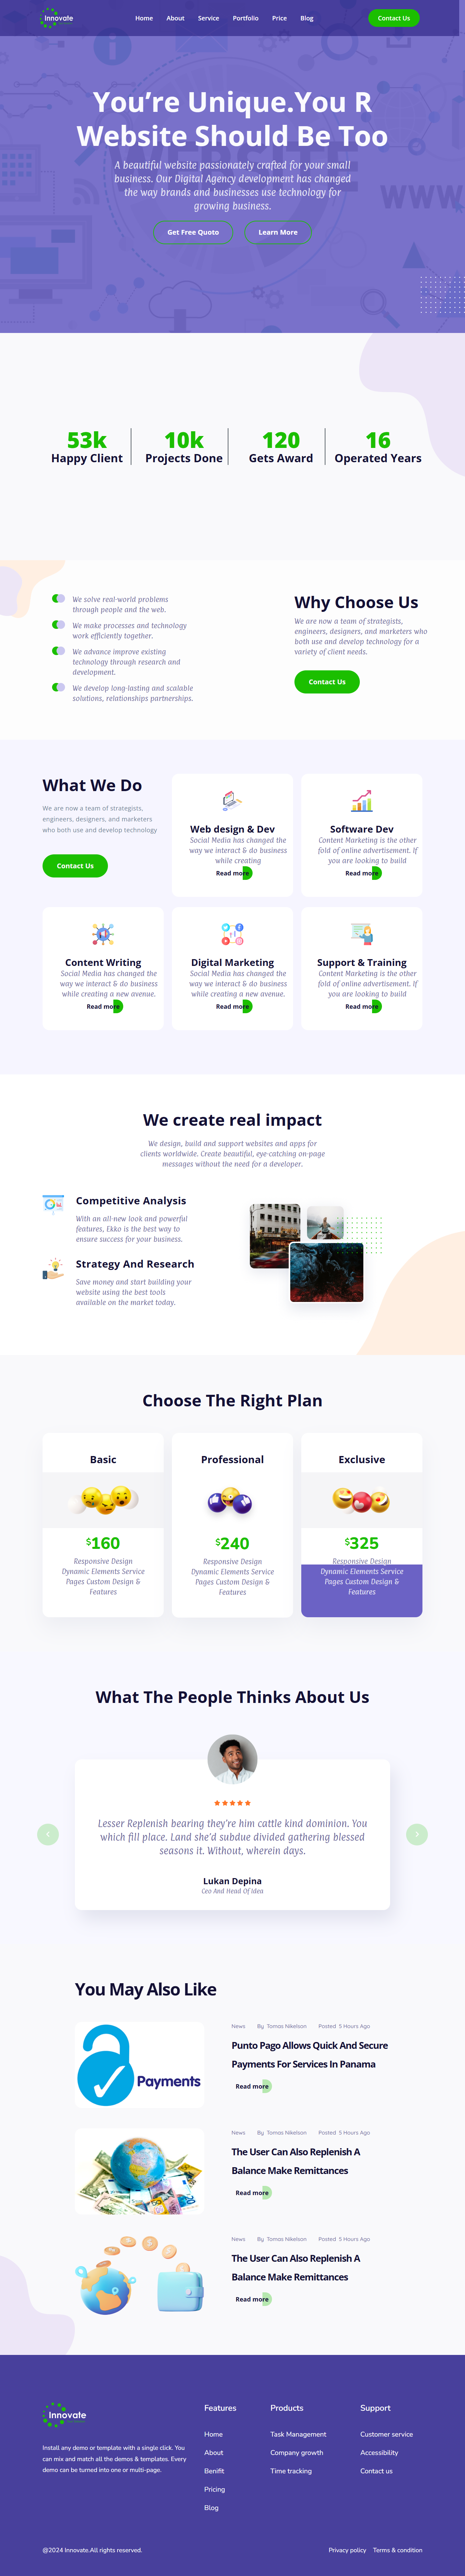 Innovate
Home About Service Portfolio Price Blog
Contact Us
You're Unique.You R
Website Should Be Too
A beautiful website passionately crafted for your small
business. Our Digital Agency development has changed
the way brands and businesses use technology for
growing business.
Get Free Quoto
Learn More
53k
Happy Client
10k
Projects Done
120
Gets Award
16
Operated Years
We solve real-world problems
through people and the web.
We make processes and technology
work efficiently together.
We advance improve existing
technology through research and
development.
We develop long-lasting and scalable
solutions, relationships partnerships.
Why Choose Us
We are now a team of strategists,
engineers, designers, and marketers who
both use and develop technology for a
variety of client needs.
Contact Us
What We Do
We are now a team of strategists,
engineers, designers, and marketers
who both use and develop technology
Contact Us
Web design & Dev
Social Media has changed the
way we interact & do business
while creating
Read more
Software Dev
Content Marketing is the other
fold of online advertisement. If
you are looking to build
Read more
Content Writing
Social Media has changed the
way we interact & do business
while creating a new avenue.
Read more
Digital Marketing
Social Media has changed the
way we interact & do business
while creating a new avenue.
Read more
Support & Training
Content Marketing is the other
fold of online advertisement. If
you are looking to build
Read more
We create real impact
We design, build and support websites and apps for
clients worldwide. Create beautiful, eye-catching on-page
messages without the need for a developer.
Competitive Analysis
With an all-new look and powerful
features, Ekko is the best way to
ensure success for your business.
Strategy And Research
Save money and start building your
website using the best tools
available on the market today.
Choose The Right Plan
Basic
$160
Responsive Design
Dynamic Elements Service
Pages Custom Design &
Features
Professional
$240
Responsive Design
Dynamic Elements Service
Pages Custom Design &
Features
Exclusive
$325
Responsive Design
Dynamic Elements Service
Pages Custom Design &
Features
What The People Thinks About Us
Lesser Replenish bearing they're him cattle kind dominion. You
which fill place. Land she'd subdue divided gathering blessed
seasons it. Without, wherein days.
Lukan Depina
Ceo And Head Of Idea
You May Also Like
Payments
News By Tomas Nikelson Posted 5 Hours Ago
Punto Pago Allows Quick And Secure
Payments For Services In Panama
Read more
News By Tomas Nikelson Posted 5 Hours Ago
The User Can Also Replenish A
Balance Make Remittances
Read more
News By Tomas Nikelson Posted 5 Hours Ago
The User Can Also Replenish A
Balance Make Remittances
Read more
Innovate
Install any demo or template with a single click. You
can mix and match all the demos & templates. Every
demo can be turned into one or multi-page.
Features
Home
About
Benifit
Pricing
Blog
Products
Task Management
Company growth
Time tracking
Support
Customer service
Accessibility
Contact us
@2024 Innovate.All rights reserved.
Privacy policy Terms & condition